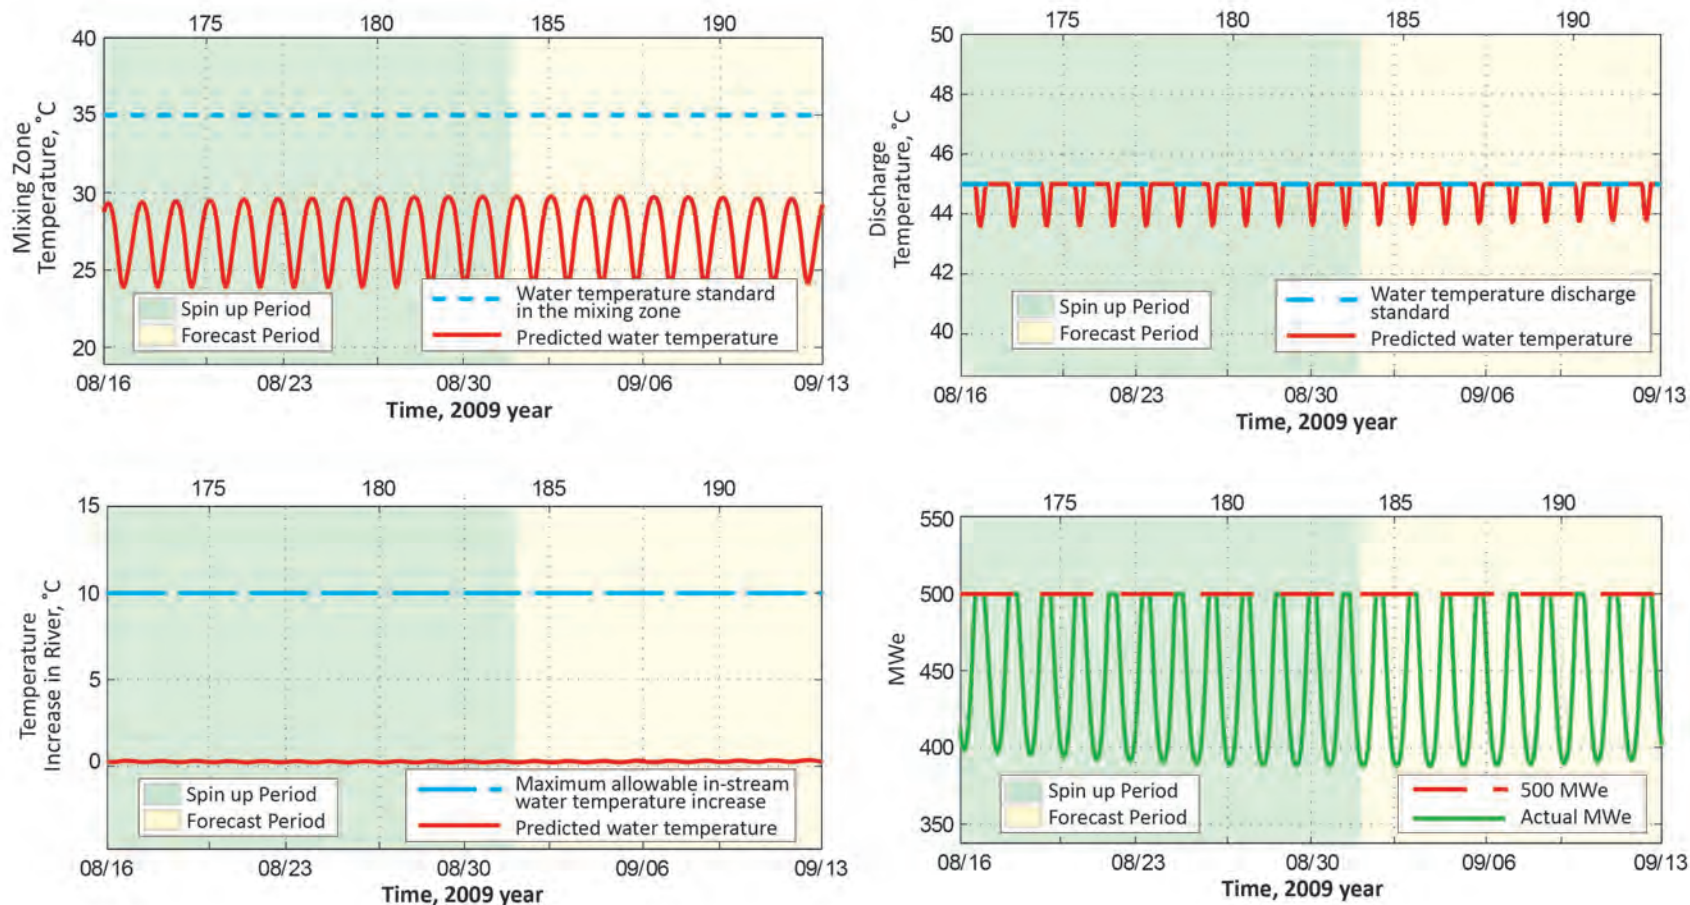 175 180 185 190
40
35
30
25
20
Mixing Zone
Temperature, °C
Spin up Period
Forecast Period
Water temperature standard
in the mixing zone
Predicted water temperature
08/16 08/23 08/30 09/06 09/13
Time, 2009 year
175 180 185 190
50
48
46
44
42
40
Discharge
Temperature, °C
Spin up Period
Forecast Period
Water temperature discharge
standard
Predicted water temperature
08/16 08/23 08/30 09/06 09/13
Time, 2009 year
175 180 185 190
15
10
5
0
Temperature
Increase in River, °C
Spin up Period
Forecast Period
Maximum allowable in-stream
water temperature increase
Predicted water temperature
08/16 08/23 08/30 09/06 09/13
Time, 2009 year
175 180 185 190
550
500
450
400
350
MWe
Spin up Period
Forecast Period
500 MWe
Actual MWe
08/16 08/23 08/30 09/06 09/13
Time, 2009 year